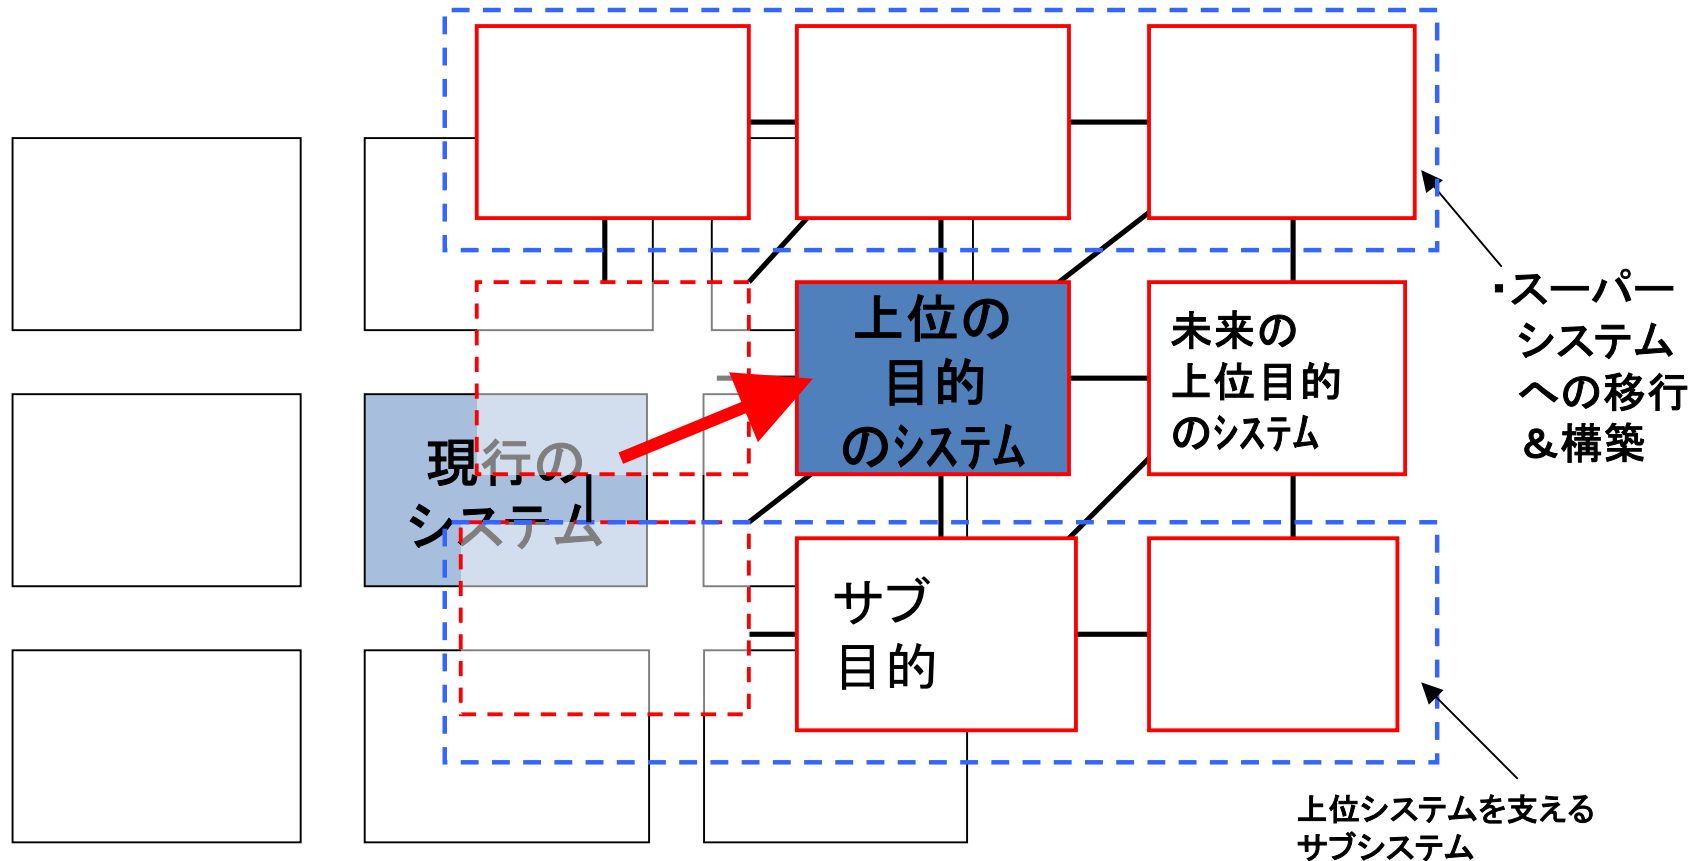 上位の
目的
のシステム
未来の
上位目的
のシステム
・スーパー
システム
への移行
＆構築
現行の
システム
サブ
目的
上位システムを支える
サブシステム